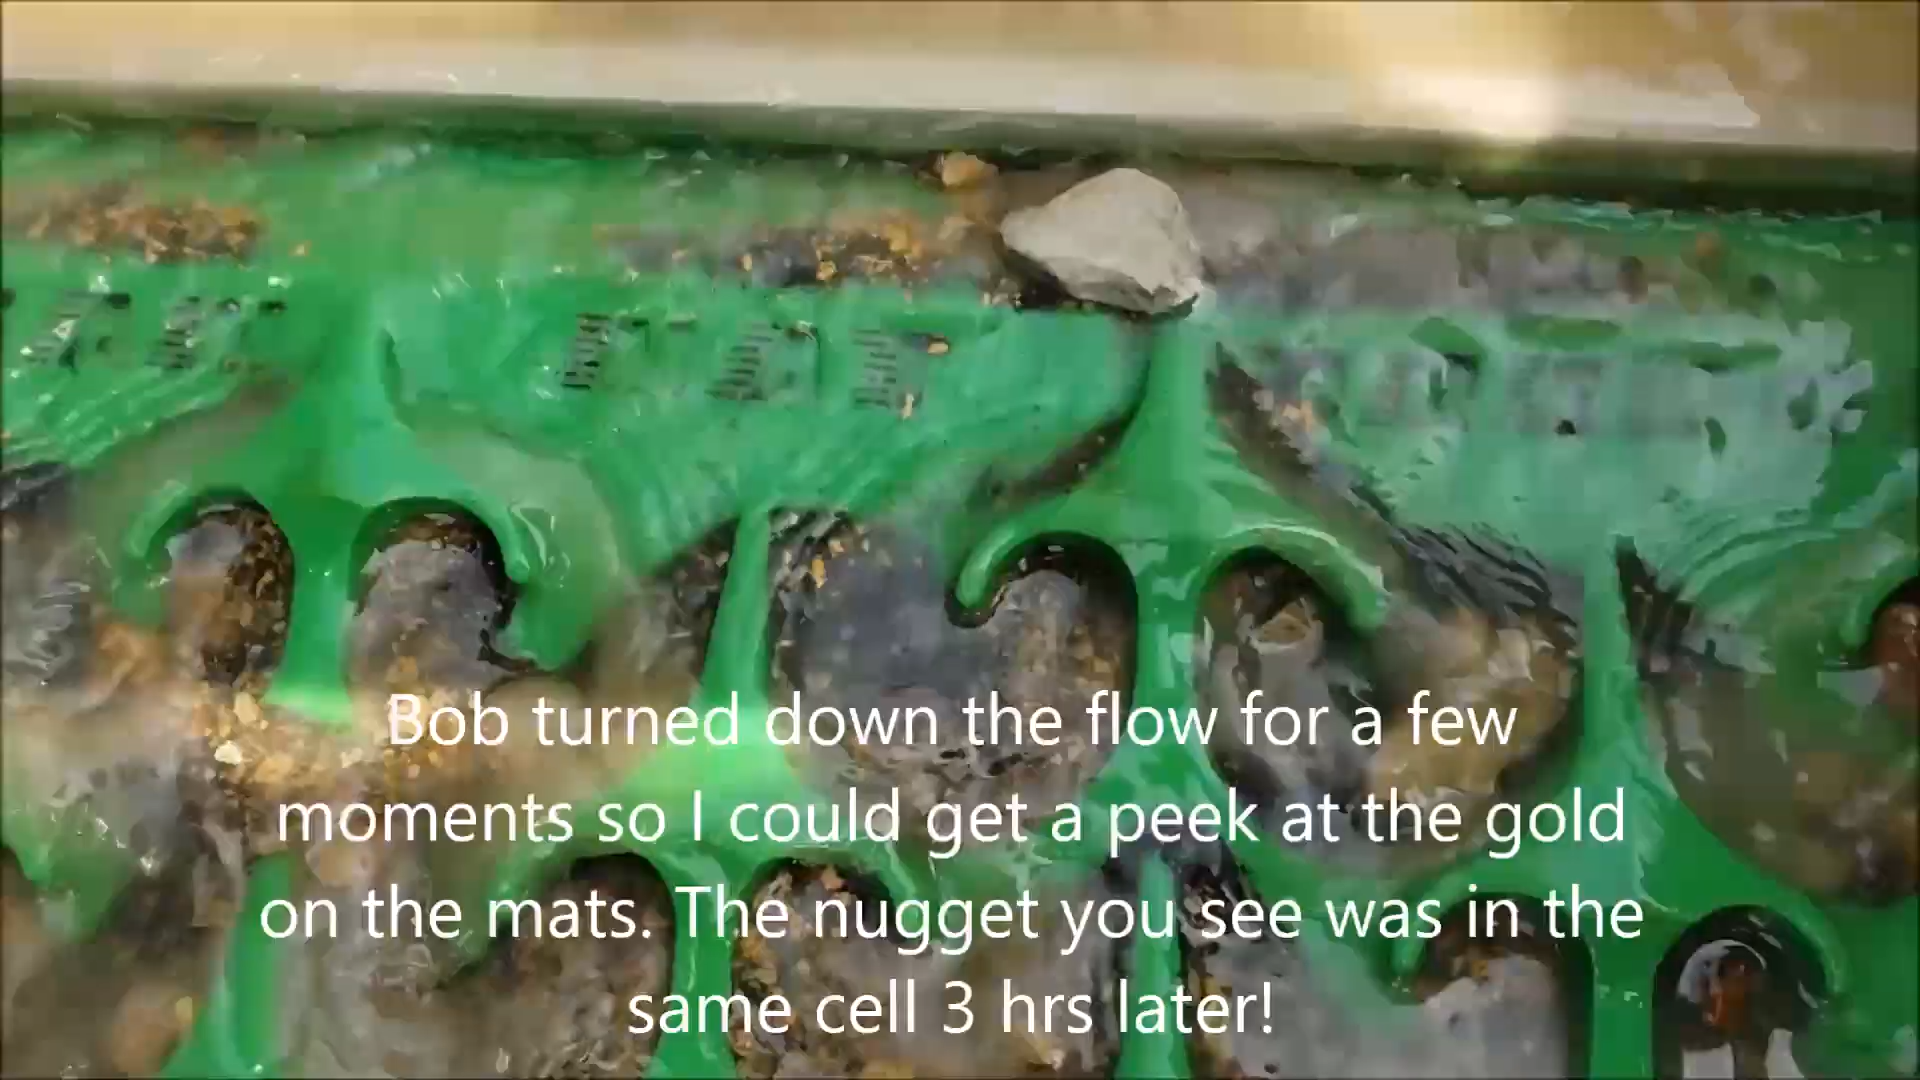 Bob turned down the flow for a few
moments so I could get a peek at the gold
on the mats. The nugget you see was in the
same cell 3 hrs later!